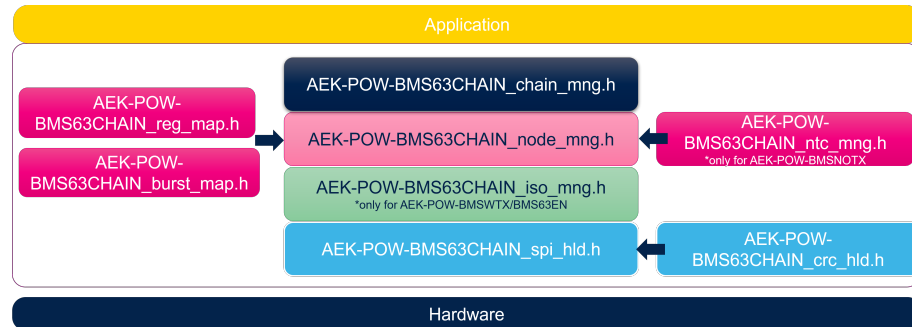 Application
AEK-POW-BMS63CHAIN_chain_mng.h
AEK-POW-
BMS63CHAIN_reg_map.h
AEK-POW-
BMS63CHAIN_burst_map.h
AEK-POW-BMS63CHAIN_node_mng.h
AEK-POW-
BMS63CHAIN_ntc_mng.h
*only for AEK-POW-BMSNOTX
AEK-POW-BMS63CHAIN_iso_mng.h
*only for AEK-POW-BMSWTX/BMS63EN
AEK-POW-BMS63CHAIN_spi_hld.h
AEK-POW-
BMS63CHAIN_crc_hld.h
Hardware